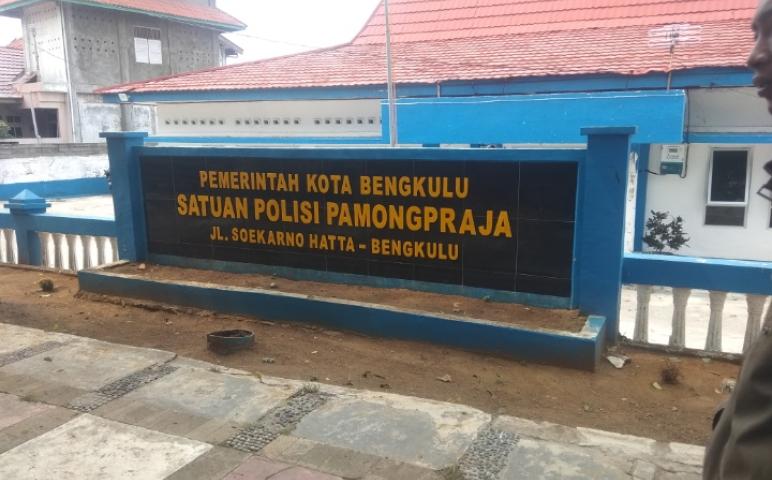 PEMERINTAH KOTA BENGKULU
SATUAN POLISI PAMONGPRAJA
JL. SOEKARNO HATTA - BENGKULU